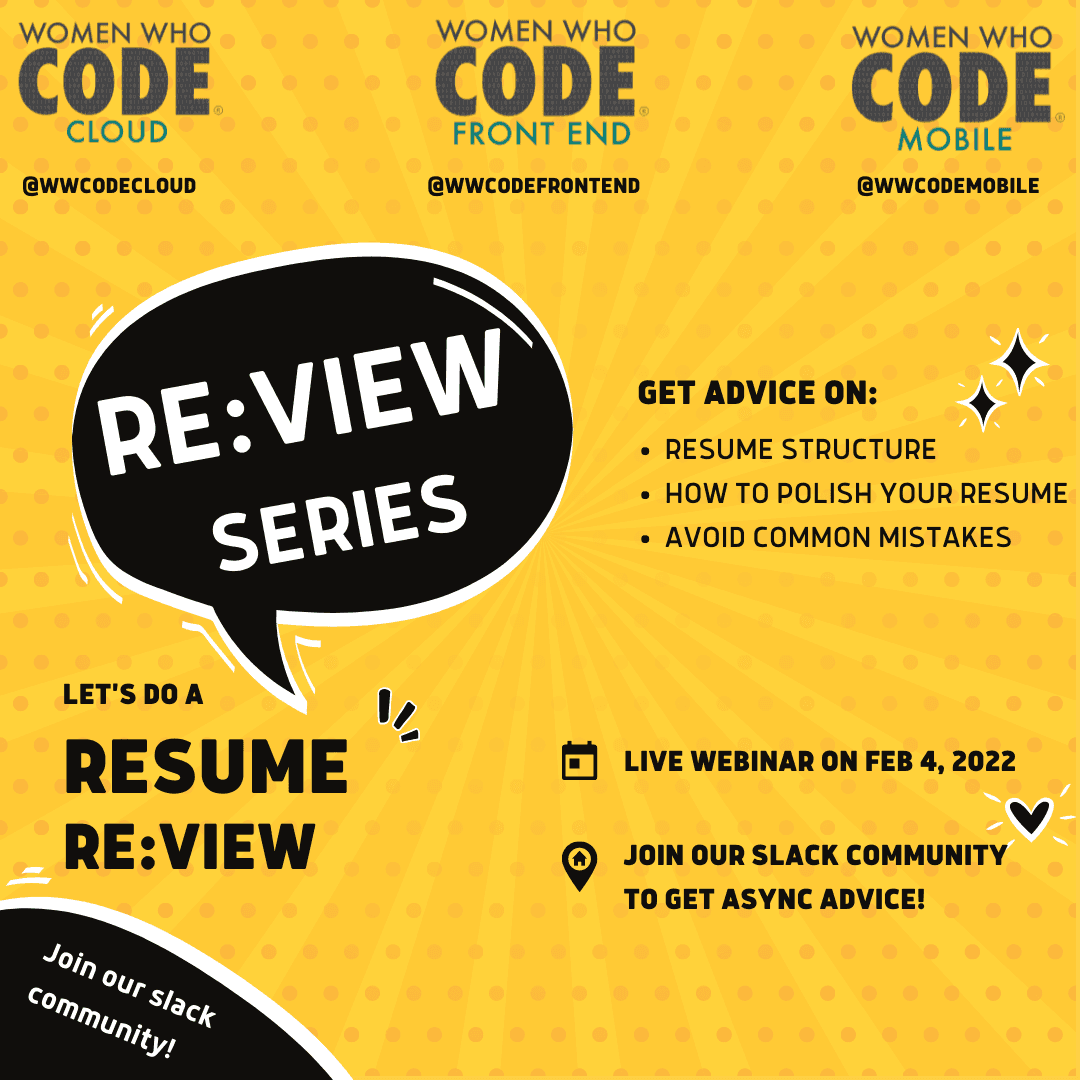 WOMEN WHO
CODE®
CLOUD
@WWCODECLOUD
WOMEN WHO
CODE®
FRONT END
@WWCODEFRONTEND
WOMEN WHO
CODE®
MOBILE
@WWCODEMOBILE
RE:VIEW
SERIES
GET ADVICE ON:
• RESUME STRUCTURE
• HOW TO POLISH YOUR RESUME
• AVOID COMMON MISTAKES
LET'S DO A
RESUME
RE:VIEW
LIVE WEBINAR ON FEB 4, 2022
JOIN OUR SLACK COMMUNITY
TO GET ASYNC ADVICE!
Join our slack
community!